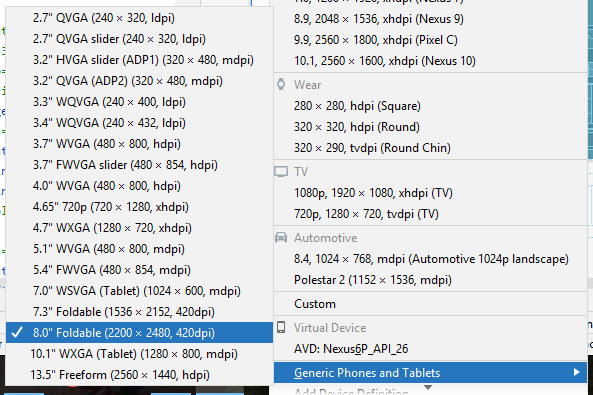 2.7" QVGA (240 × 320, ldpi)
2.7" QVGA slider (240 × 320, ldpi)
3.2" HVGA slider (ADP1) (320 × 480, mdpi)
3.2" QVGA (ADP2) (320 × 480, mdpi)
3.3" WQVGA (240 × 400, ldpi)
3.4" WQVGA (240 × 432, ldpi)
3.7" WVGA (480 × 800, hdpi)
3.7" FWVGA slider (480 × 854, hdpi)
4.0" WVGA (480 × 800, hdpi)
4.65" 720p (720 × 1280, xhdpi)
4.7" WXGA (1280 × 720, xhdpi)
5.1" WVGA (480 × 800, mdpi)
5.4" FWVGA (480 × 854, mdpi)
7.0" WSVGA (Tablet) (1024 × 600, mdpi)
7.3" Foldable (1536 × 2152, 420dpi)
8.0" Foldable (2200 × 2480, 420dpi)
10.1" WXGA (Tablet) (1280 × 800, mdpi)
13.5" Freeform (2560 × 1440, hdpi)
8.9, 2048 × 1536, xhdpi (Nexus 9)
9.9, 2560 × 1800, xhdpi (Pixel C)
10.1, 2560 × 1600, xhdpi (Nexus 10)
Wear
280 × 280, hdpi (Square)
320 × 320, hdpi (Round)
320 × 290, tvdpi (Round Chin)
TV
1080p, 1920 × 1080, xhdpi (TV)
720p, 1280 × 720, tvdpi (TV)
Automotive
8.4, 1024 × 768, mdpi (Automotive 1024p landscape)
Polestar 2 (1152 × 1536, mdpi)
Custom
Virtual Device
AVD: Nexus6P_API_26
Generic Phones and Tablets
Add Device Definition